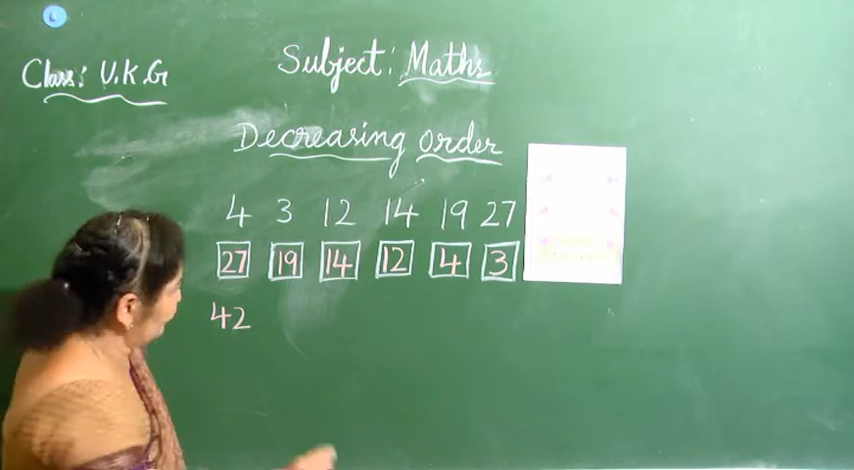 Class: U.K.G
Subject: Maths
Decreasing order
4 3 12 14 19 27
27 19 14 12 4 3
42